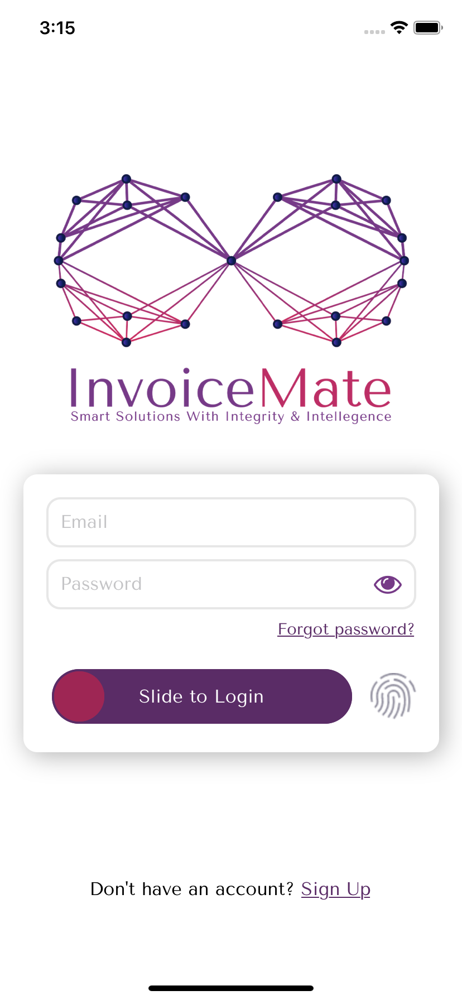 3:15
InvoiceMate
Smart Solutions With Integrity & Intellegence
Email
Password
Forgot password?
Slide to Login
Don't have an account? Sign Up